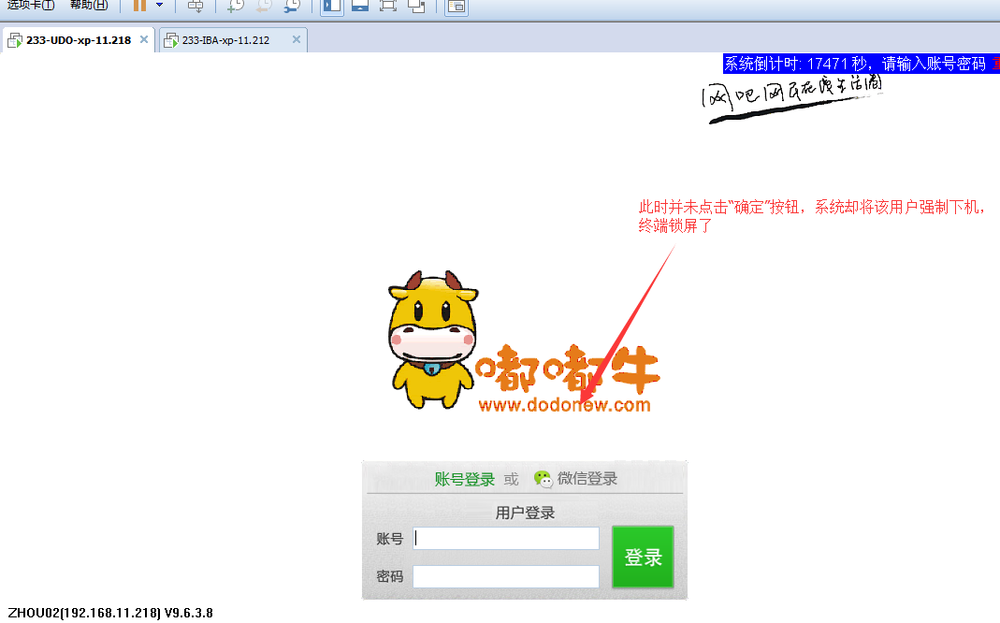 选项卡(T) 帮助(H)
233-UDO-xp-11.218 233-IBA-xp-11.212
系统倒计时: 17471 秒，请输入账号密码
网吧网民在度生活圈
此时并未点击“确定”按钮，系统却将该用户强制下机，
终端锁屏了
嘟嘟牛
www.dodonew.com
账号登录 或 微信登录
用户登录
账号
登录
密码
ZHOU02(192.168.11.218) V9.6.3.8